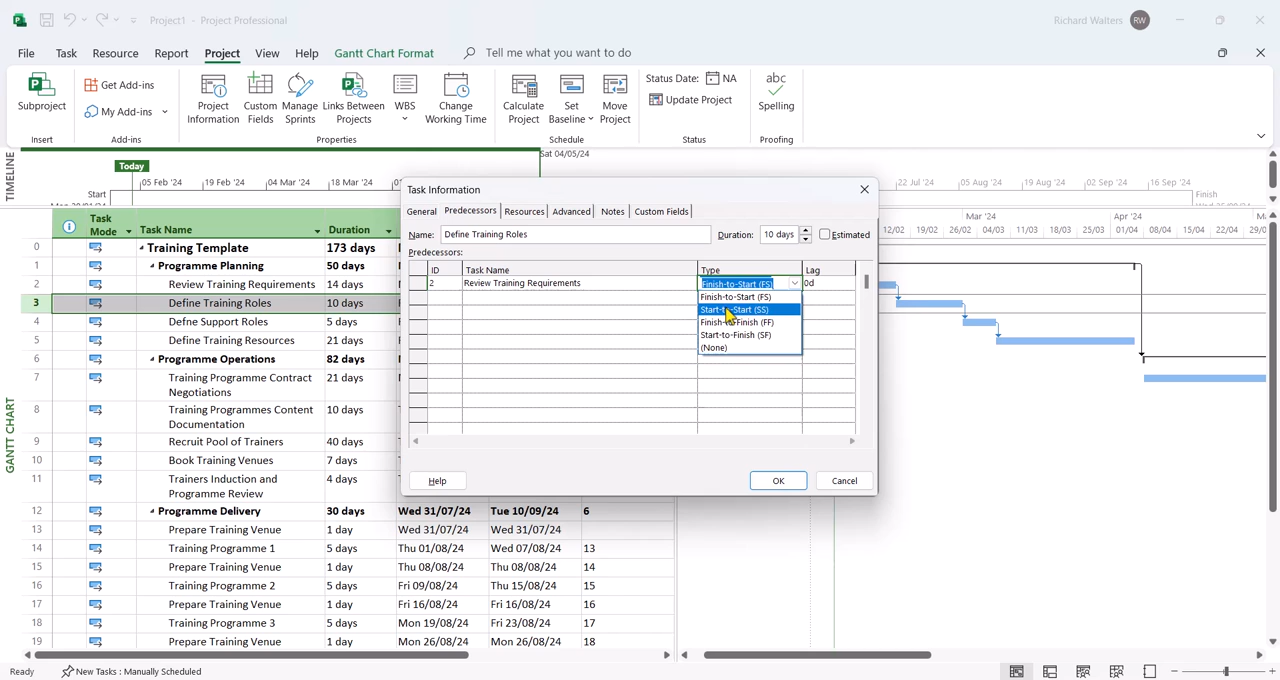 Project1 - Project Professional
Richard Walters RW
File Task Resource Report Project View Help Gantt Chart Format Tell me what you want to do
Subproject
Insert
Get Add-ins
My Add-ins
Add-ins
Project Information
Custom Fields
Manage Sprints
Links Between Projects
WBS
Change Working Time
Properties
Calculate Project
Set Baseline
Move Project
Schedule
Status Date: NA
Update Project
Status
abc
Spelling
Proofing
TIMELINE
Today
Sat 04/05/24
Start
05 Feb '24 19 Feb '24 04 Mar '24 18 Mar '24 22 Jul '24 05 Aug '24 19 Aug '24 02 Sep '24 16 Sep '24
Finish
GANTT CHART
Task Mode Task Name Duration
Mar '24 Apr '24
12/02 19/02 26/02 04/03 11/03 18/03 25/03 01/04 08/04 15/04 22/04 29/04
0 Training Template 173 days
1 Programme Planning 50 days
2 Review Training Requirements 14 days
3 Define Training Roles 10 days
4 Defne Support Roles 5 days
5 Define Training Resources 21 days
6 Programme Operations 82 days
7 Training Programme Contract Negotiations 21 days
8 Training Programmes Content Documentation 10 days
9 Recruit Pool of Trainers 40 days
10 Book Training Venues 7 days
11 Trainers Induction and Programme Review 4 days
12 Programme Delivery 30 days Wed 31/07/24 Tue 10/09/24 6
13 Prepare Training Venue 1 day Wed 31/07/24 Wed 31/07/24
14 Training Programme 1 5 days Thu 01/08/24 Wed 07/08/24 13
15 Prepare Training Venue 1 day Thu 08/08/24 Thu 08/08/24 14
16 Training Programme 2 5 days Fri 09/08/24 Thu 15/08/24 15
17 Prepare Training Venue 1 day Fri 16/08/24 Fri 16/08/24 16
18 Training Programme 3 5 days Mon 19/08/24 Fri 23/08/24 17
19 Prepare Training Venue 1 day Mon 26/08/24 Mon 26/08/24 18
Task Information
General Predecessors Resources Advanced Notes Custom Fields
Name: Define Training Roles Duration: 10 days Estimated
Predecessors:
ID Task Name Type Lag
2 Review Training Requirements Finish-to-Start (FS) 0d
Finish-to-Start (FS)
Start-to-Start (SS)
Finish-to-Finish (FF)
Start-to-Finish (SF)
(None)
Help OK Cancel
Ready New Tasks : Manually Scheduled